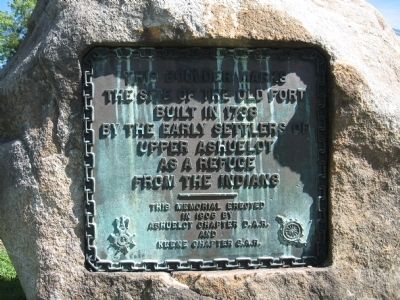 THIS BOULDER MARKS
THE SITE OF THE OLD FORT
BUILT IN 1738
BY THE EARLY SETTLERS OF
UPPER ASHUELOT
AS A REFUGE
FROM THE INDIANS
THIS MEMORIAL ERECTED
IN 1906 BY
ASHUELOT CHAPTER D.A.R.
AND
KEENE CHAPTER S.A.R.